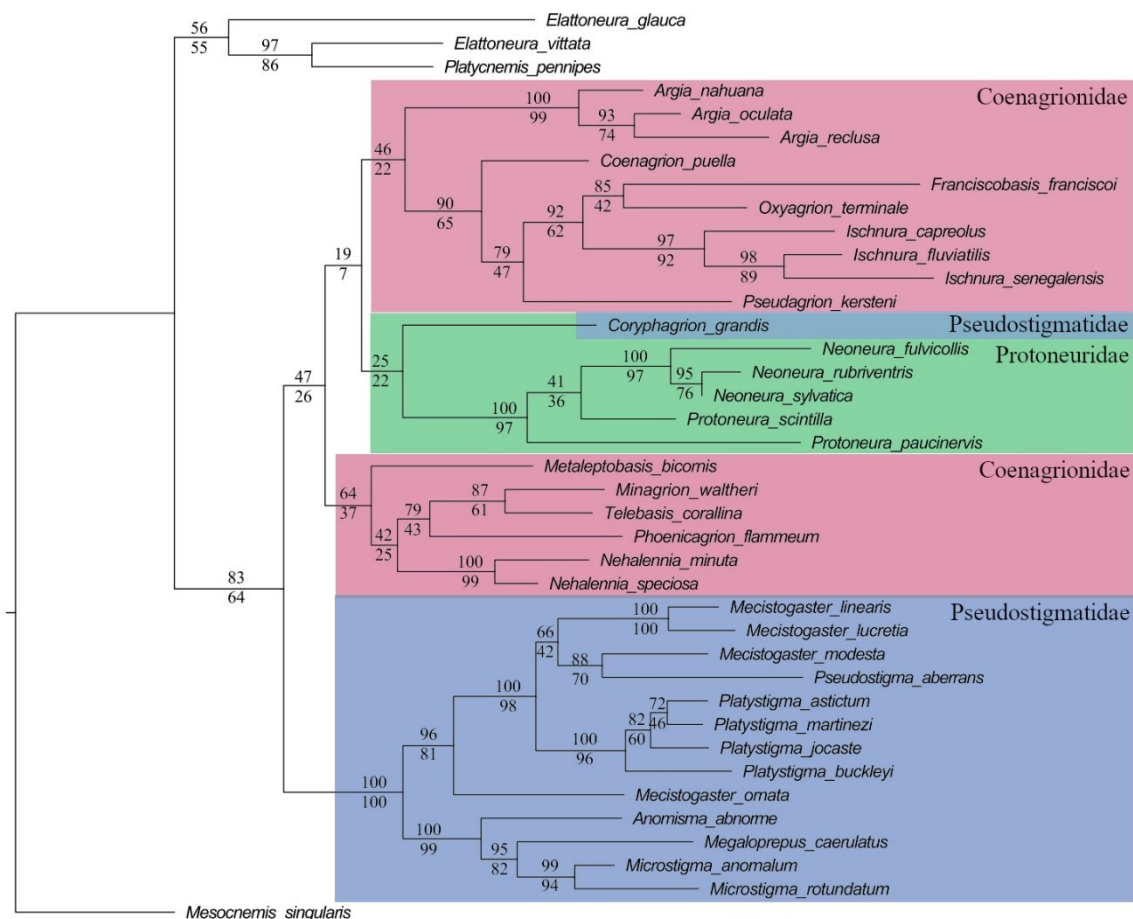 Elattoneura_glauca
56
55
Elattoneura_vittata
97
86
Platycnemis_pennipes
Coenagrionidae
Argia_nahuana
100
99
Argia_oculata
93
74
Argia_reclusa
46
22
Coenagrion_puella
Franciscobasis_franciscoi
85
42
Oxyagrion_terminale
90
65
92
62
Ischnura_capreolus
97
92
Ischnura_fluviatilis
98
89
Ischnura_senegalensis
79
47
19
7
Pseudagrion_kersteni
Coryphagrion_grandis
Pseudostigmatidae
Protoneuridae
Neoneura_fulvicollis
25
22
100
97
Neoneura_rubriventris
95
76
Neoneura_sylvatica
41
36
47
26
100
97
Protoneura_scintilla
Protoneura_paucinervis
Coenagrionidae
Metaleptobasis_bicornis
Minagrion_waltheri
87
61
Telebasis_corallina
64
37
79
43
Phoenicagrion_flammeum
42
25
Nehalennia_minuta
100
99
Nehalennia_speciosa
83
64
Pseudostigmatidae
Mecistogaster_linearis
100
100
Mecistogaster_lucretia
66
42
Mecistogaster_modesta
88
70
Pseudostigma_aberrans
100
98
Platystigma_astictum
72
46
Platystigma_martinezi
82
60
Platystigma_jocaste
100
96
Platystigma_buckleyi
96
81
Mecistogaster_ornata
100
100
Anomisma_abnorme
100
99
Megaloprepus_caerulatus
95
82
Microstigma_anomalum
99
94
Microstigma_rotundatum
Mesocnemis_singularis